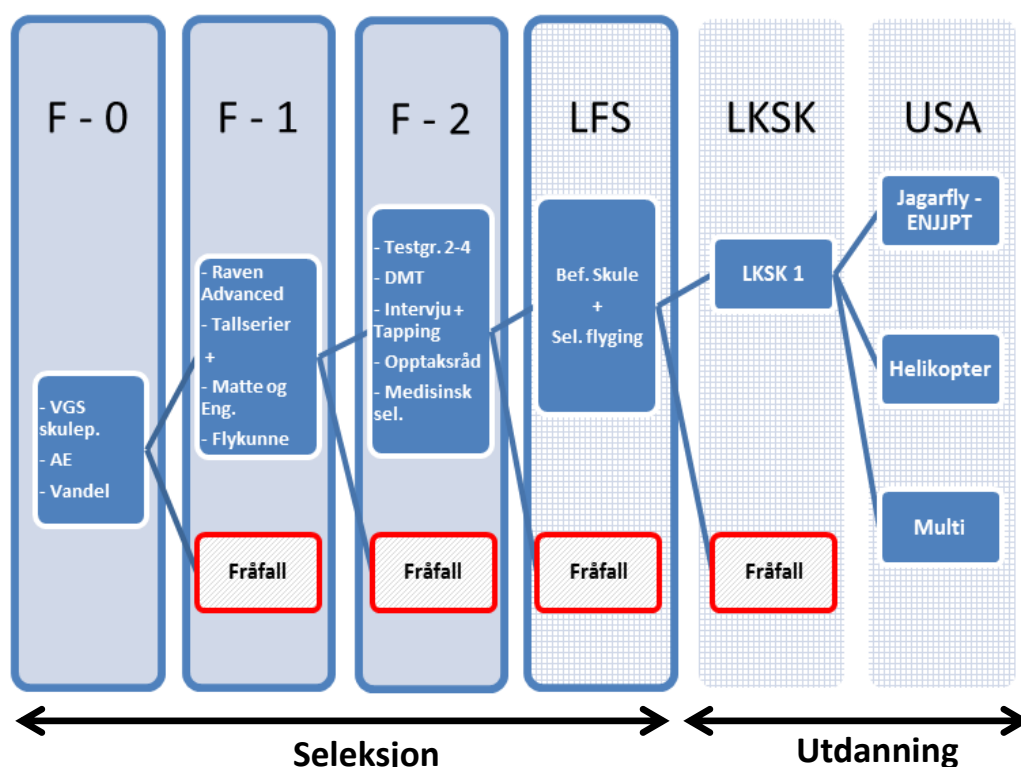 F - 0
F - 1
F - 2
LFS
LKSK
USA
- VGS
skulep.
- AE
- Vandel
- Raven
Advanced
- Tallserier
+
- Matte og
Eng.
- Flykunne
Fråfall
- Testgr. 2-4
- DMT
- Intervju +
Tapping
- Opptaksråd
- Medisinsk
sel.
Fråfall
Bef. Skule
+
Sel. flyging
Fråfall
LKSK 1
Fråfall
Jagarfly -
ENJJPT
Helikopter
Multi
Seleksjon
Utdanning